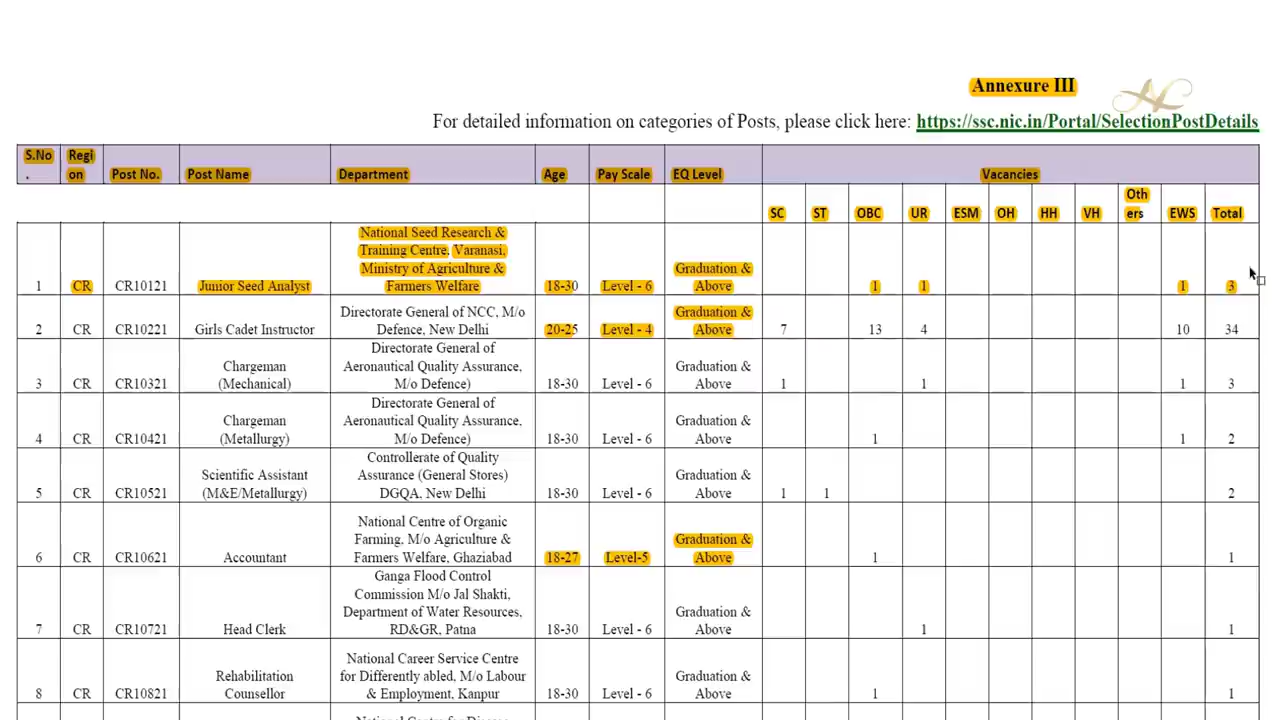 Annexure III
For detailed information on categories of Posts, please click here: https://ssc.nic.in/Portal/SelectionPostDetails
S.No. Region Post No. Post Name Department Age Pay Scale EQ Level Vacancies
SC ST OBC UR ESM OH HH VH Others EWS Total
1 CR CR10121 Junior Seed Analyst National Seed Research & Training Centre, Varanasi, Ministry of Agriculture & Farmers Welfare 18-30 Level - 6 Graduation & Above 1 1 1 3
2 CR CR10221 Girls Cadet Instructor Directorate General of NCC, M/o Defence, New Delhi 20-25 Level - 4 Graduation & Above 7 13 4 10 34
3 CR CR10321 Chargeman (Mechanical) Directorate General of Aeronautical Quality Assurance, M/o Defence) 18-30 Level - 6 Graduation & Above 1 1 1 3
4 CR CR10421 Chargeman (Metallurgy) Directorate General of Aeronautical Quality Assurance, M/o Defence) 18-30 Level - 6 Graduation & Above 1 1 2
5 CR CR10521 Scientific Assistant (M&E/Metallurgy) Controllerate of Quality Assurance (General Stores) DGQA, New Delhi 18-30 Level - 6 Graduation & Above 1 1 2
6 CR CR10621 Accountant National Centre of Organic Farming, M/o Agriculture & Farmers Welfare, Ghaziabad 18-27 Level-5 Graduation & Above 1 1
7 CR CR10721 Head Clerk Ganga Flood Control Commission M/o Jal Shakti, Department of Water Resources, RD&GR, Patna 18-30 Level - 6 Graduation & Above 1 1
8 CR CR10821 Rehabilitation Counsellor National Career Service Centre for Differently abled, M/o Labour & Employment, Kanpur 18-30 Level - 6 Graduation & Above 1 1